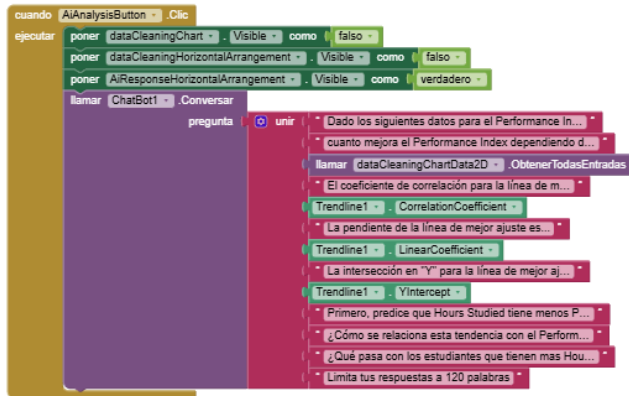 cuando AiAnalysisButton .Clic
ejecutar poner dataCleaningChart . Visible como falso
poner dataCleaningHorizontalArrangement . Visible como falso
poner AiResponseHorizontalArrangement . Visible como verdadero
llamar ChatBot1 .Conversar
pregunta unir " Dado los siguientes datos para el Performance In... "
" cuanto mejora el Performance Index dependiendo d... "
llamar dataCleaningChartData2D .ObtenerTodasEntradas
" El coeficiente de correlación para la línea de m... "
Trendline1 . CorrelationCoefficient
" La pendiente de la línea de mejor ajuste es... "
Trendline1 . LinearCoefficient
" La intersección en "Y" para la línea de mejor aj... "
Trendline1 . YIntercept
" Primero, predice que Hours Studied tiene menos P... "
" ¿Cómo se relaciona esta tendencia con el Perform... "
" ¿Qué pasa con los estudiantes que tienen mas Hou... "
" Limita tus respuestas a 120 palabras "